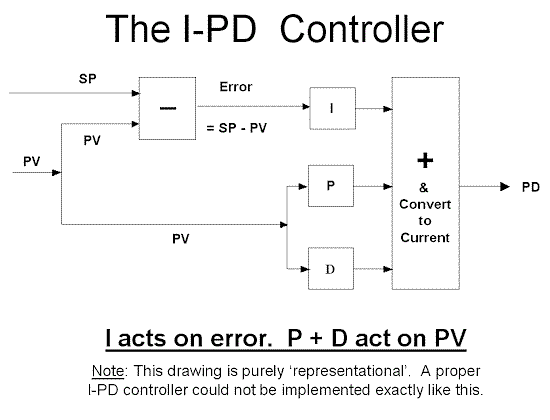 The I-PD Controller
SP
Error
–
I
PV
= SP - PV
PV
+
P
&
Convert
to
Current
PD
PV
D
I acts on error. P + D act on PV
Note: This drawing is purely ‘representational’. A proper
I-PD controller could not be implemented exactly like this.